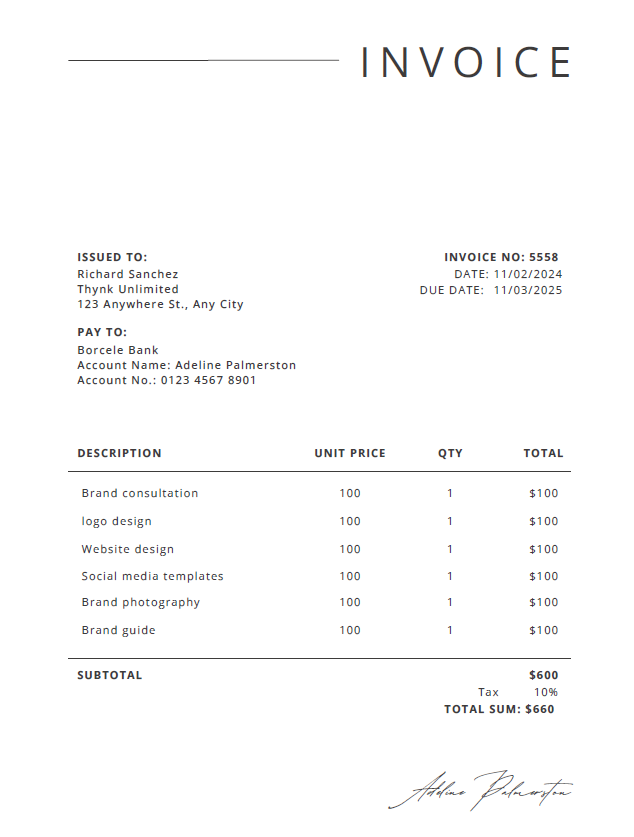 INVOICE
ISSUED TO:
Richard Sanchez
Thynk Unlimited
123 Anywhere St., Any City
INVOICE NO: 5558
DATE: 11/02/2024
DUE DATE: 11/03/2025
PAY TO:
Borcele Bank
Account Name: Adeline Palmerston
Account No.: 0123 4567 8901
DESCRIPTION UNIT PRICE QTY TOTAL
Brand consultation 100 1 $100
logo design 100 1 $100
Website design 100 1 $100
Social media templates 100 1 $100
Brand photography 100 1 $100
Brand guide 100 1 $100
SUBTOTAL $600
Tax 10%
TOTAL SUM: $660
Adeline Palmerston